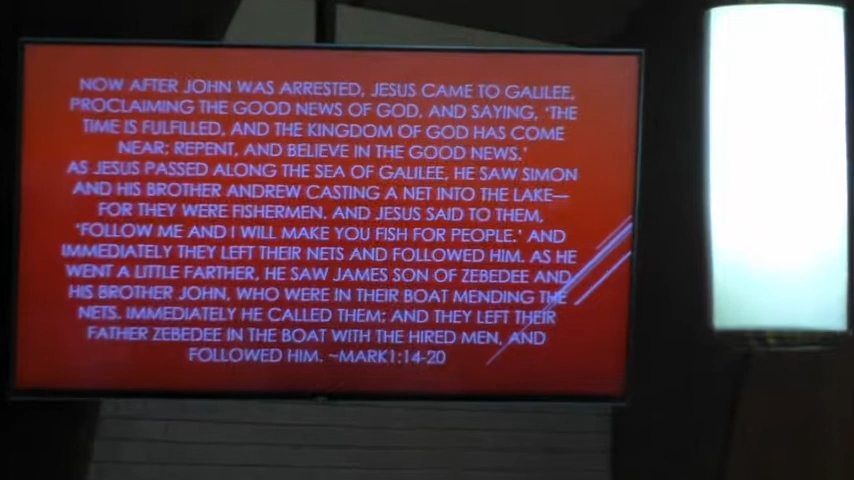 NOW AFTER JOHN WAS ARRESTED, JESUS CAME TO GALILEE,
PROCLAIMING THE GOOD NEWS OF GOD, AND SAYING, 'THE
TIME IS FULFILLED, AND THE KINGDOM OF GOD HAS COME
NEAR; REPENT, AND BELIEVE IN THE GOOD NEWS.'
AS JESUS PASSED ALONG THE SEA OF GALILEE, HE SAW SIMON
AND HIS BROTHER ANDREW CASTING A NET INTO THE LAKE—
FOR THEY WERE FISHERMEN. AND JESUS SAID TO THEM,
'FOLLOW ME AND I WILL MAKE YOU FISH FOR PEOPLE.' AND
IMMEDIATELY THEY LEFT THEIR NETS AND FOLLOWED HIM. AS HE
WENT A LITTLE FARTHER, HE SAW JAMES SON OF ZEBEDEE AND
HIS BROTHER JOHN, WHO WERE IN THEIR BOAT MENDING THE
NETS. IMMEDIATELY HE CALLED THEM; AND THEY LEFT THEIR
FATHER ZEBEDEE IN THE BOAT WITH THE HIRED MEN, AND
FOLLOWED HIM. ~MARK1:14-20